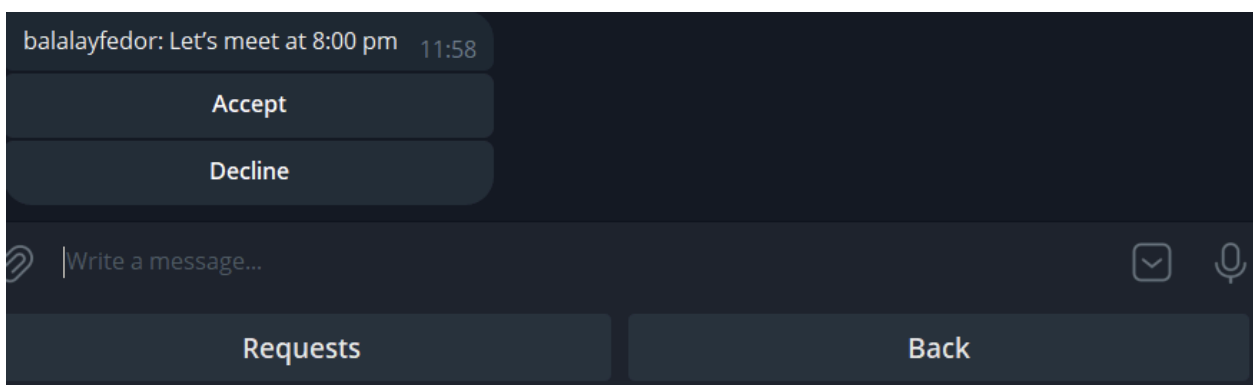 balalayfedor: Let’s meet at 8:00 pm 11:58
Accept
Decline
Write a message...
Requests Back